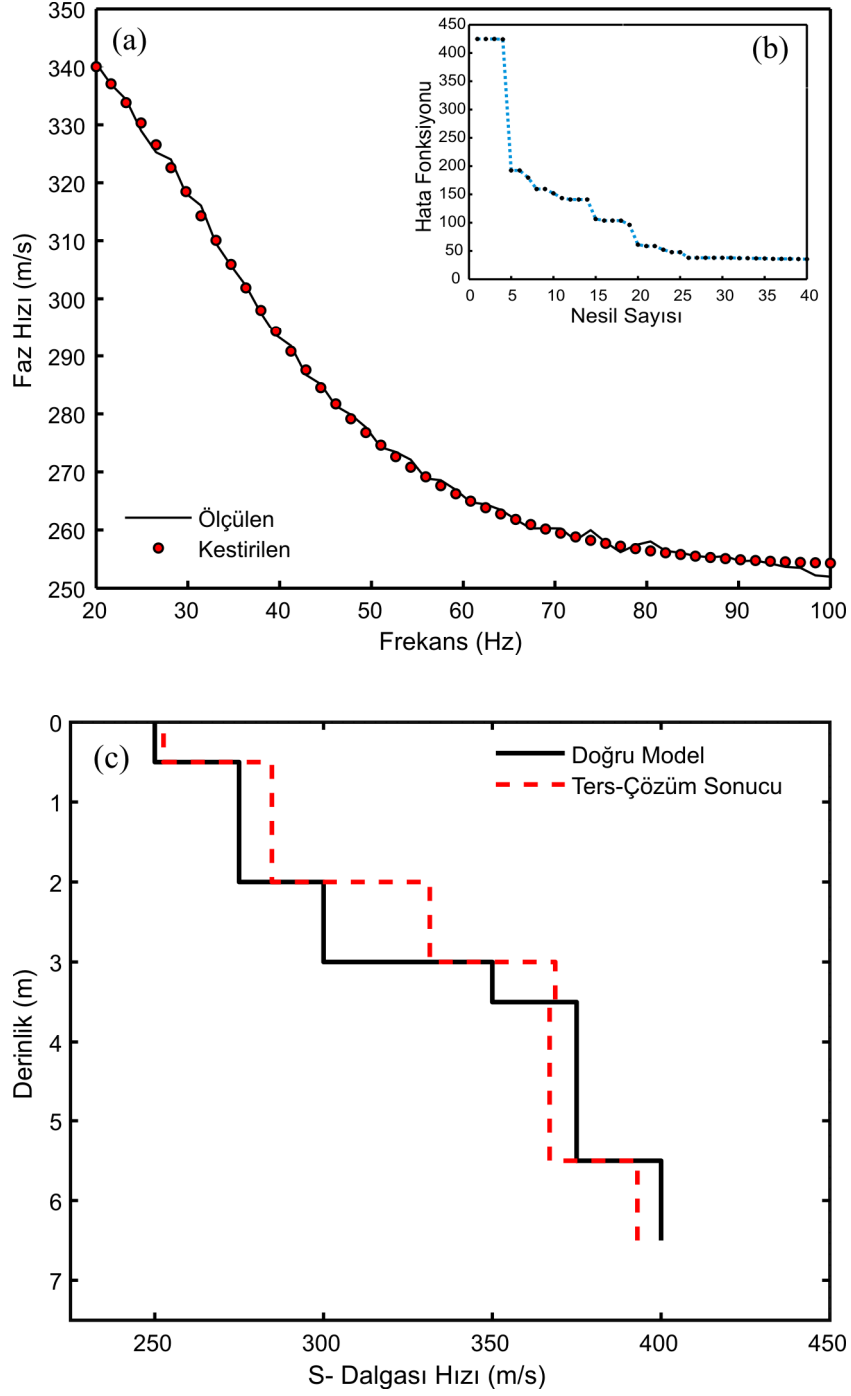 (a)
350
340
330
320
310
300
290
280
270
260
250
Faz Hızı (m/s)
Ölçülen
Kestirilen
20 30 40 50 60 70 80 90 100
Frekans (Hz)
(b)
450
400
350
300
250
200
150
100
50
0
Hata Fonksiyonu
0 5 10 15 20 25 30 35 40
Nesil Sayısı
(c)
Doğru Model
Ters-Çözüm Sonucu
0
1
2
3
4
5
6
7
Derinlik (m)
250 300 350 400 450
S- Dalgası Hızı (m/s)